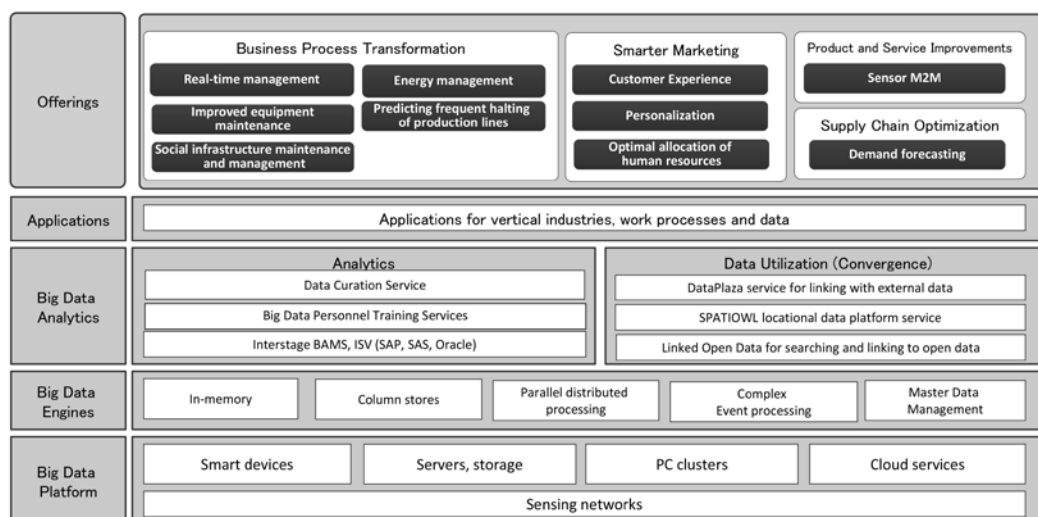 Offerings
Business Process Transformation
Real-time management
Energy management
Improved equipment
maintenance
Predicting frequent halting
of production lines
Social infrastructure maintenance
and management
Smarter Marketing
Customer Experience
Personalization
Optimal allocation of
human resources
Product and Service Improvements
Sensor M2M
Supply Chain Optimization
Demand forecasting
Applications
Applications for vertical industries, work processes and data
Big Data
Analytics
Analytics
Data Curation Service
Big Data Personnel Training Services
Interstage BAMS, ISV (SAP, SAS, Oracle)
Data Utilization (Convergence)
DataPlaza service for linking with external data
SPATIOWL locational data platform service
Linked Open Data for searching and linking to open data
Big Data
Engines
In-memory
Column stores
Parallel distributed
processing
Complex
Event processing
Master Data
Management
Big Data
Platform
Smart devices
Servers, storage
PC clusters
Cloud services
Sensing networks